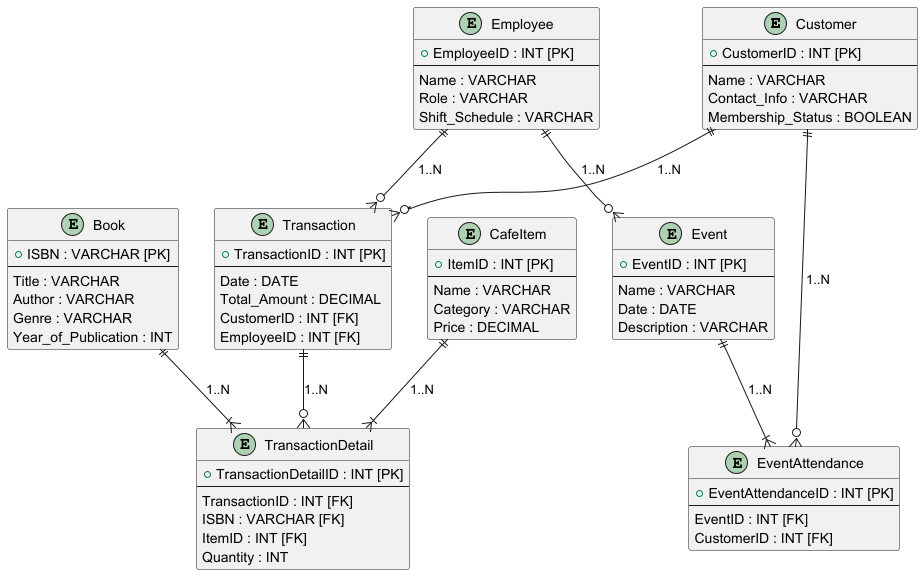 E Employee
EmployeeID : INT [PK]
Name : VARCHAR
Role : VARCHAR
Shift_Schedule : VARCHAR
E Customer
CustomerID : INT [PK]
Name : VARCHAR
Contact_Info : VARCHAR
Membership_Status : BOOLEAN
1..N
1..N
1..N
E Book
ISBN : VARCHAR [PK]
Title : VARCHAR
Author : VARCHAR
Genre : VARCHAR
Year_of_Publication : INT
E Transaction
TransactionID : INT [PK]
Date : DATE
Total_Amount : DECIMAL
CustomerID : INT [FK]
EmployeeID : INT [FK]
E CafeItem
ItemID : INT [PK]
Name : VARCHAR
Category : VARCHAR
Price : DECIMAL
E Event
EventID : INT [PK]
Name : VARCHAR
Date : DATE
Description : VARCHAR
1..N
1..N
1..N
1..N
1..N
E TransactionDetail
TransactionDetailID : INT [PK]
TransactionID : INT [FK]
ISBN : VARCHAR [FK]
ItemID : INT [FK]
Quantity : INT
E EventAttendance
EventAttendanceID : INT [PK]
EventID : INT [FK]
CustomerID : INT [FK]